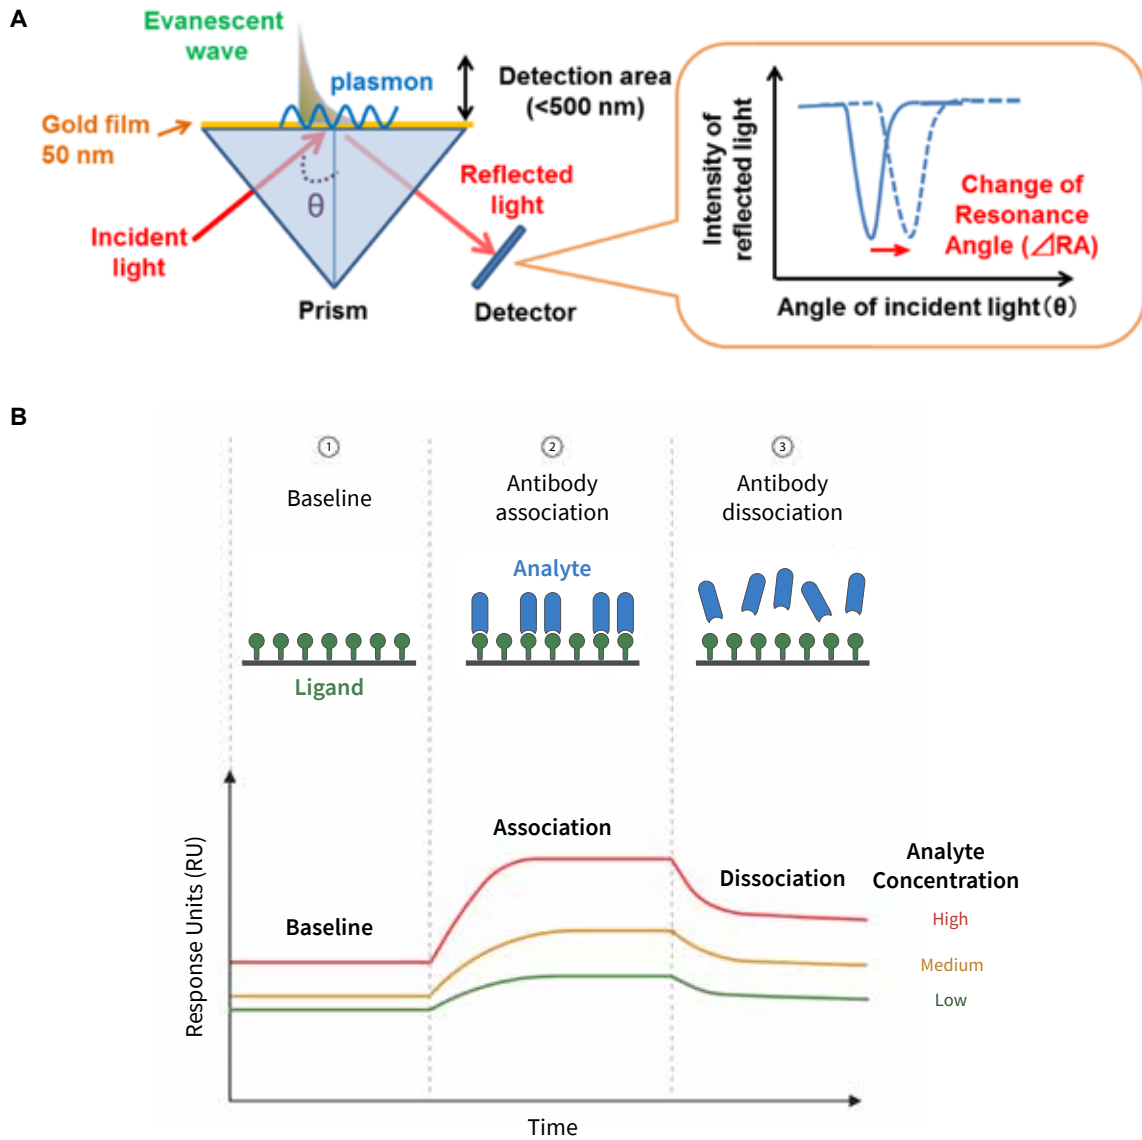 A
Evanescent
wave
plasmon
Detection area
(<500 nm)
Gold film
50 nm
θ
Incident
light
Reflected
light
Prism
Detector
Intensity of
reflected light
Change of
Resonance
Angle (⊿RA)
Angle of incident light(θ)
B
1
2
3
Baseline
Antibody
association
Antibody
dissociation
Analyte
Ligand
Response Units (RU)
Baseline
Association
Dissociation
Analyte
Concentration
High
Medium
Low
Time